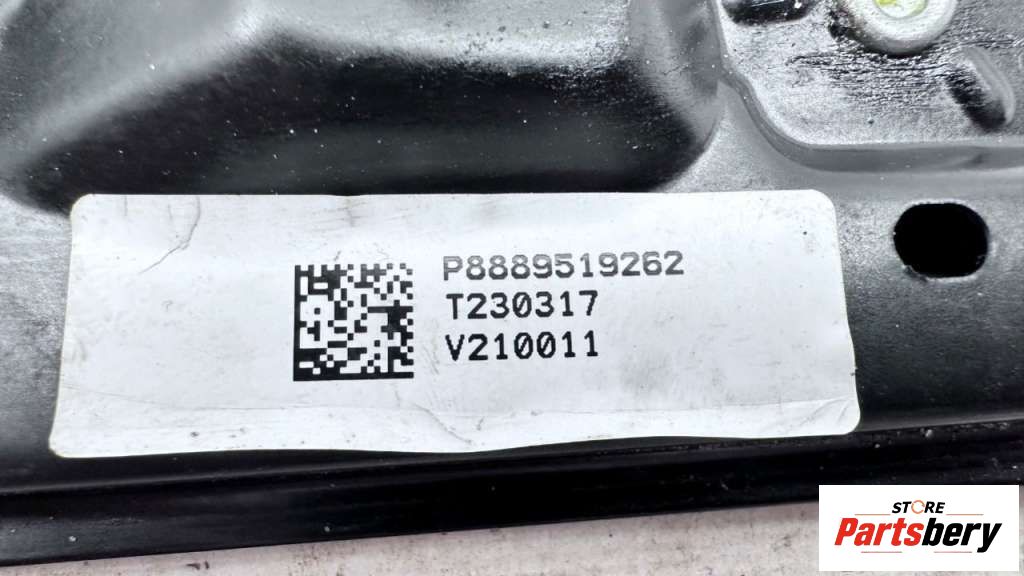 P8889519262
T230317
V210011
STORE
Partsbery